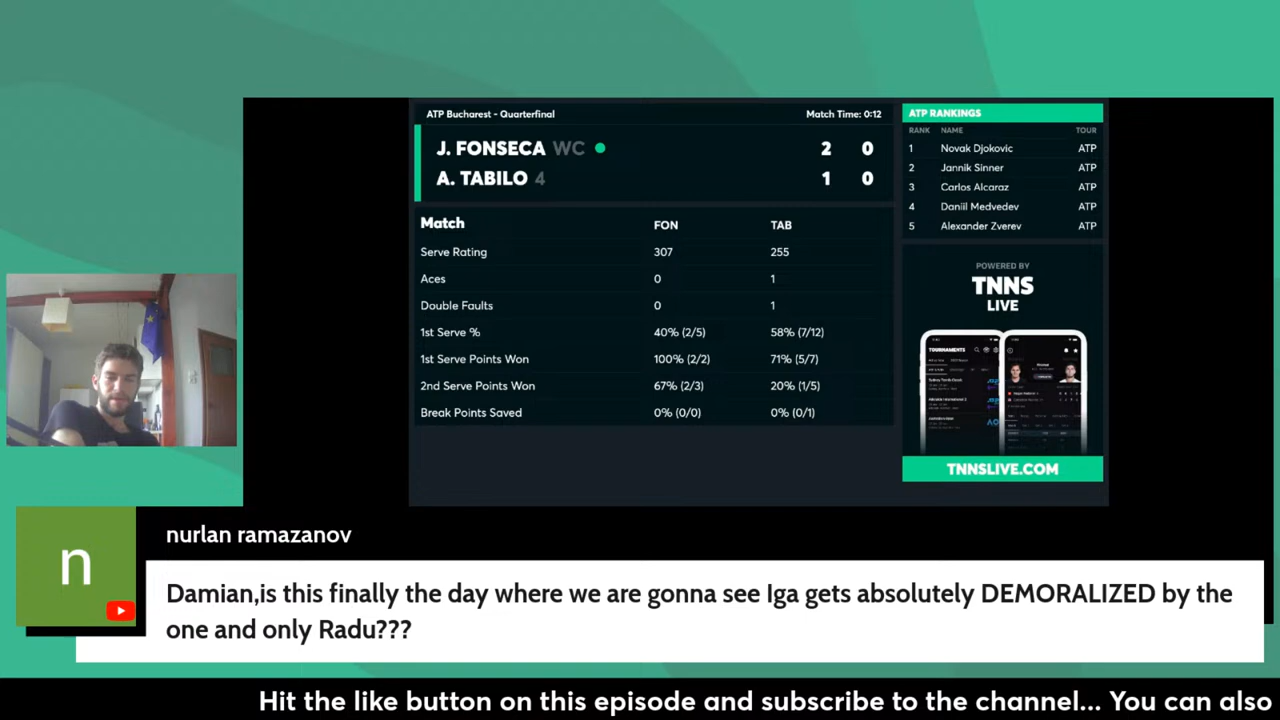 ATP Bucharest - Quarterfinal
Match Time: 0:12
J. FONSECA WC 2 0
A. TABILO 4 1 0
Match FON TAB
Serve Rating 307 255
Aces 0 1
Double Faults 0 1
1st Serve % 40% (2/5) 58% (7/12)
1st Serve Points Won 100% (2/2) 71% (5/7)
2nd Serve Points Won 67% (2/3) 20% (1/5)
Break Points Saved 0% (0/0) 0% (0/1)
ATP RANKINGS
RANK NAME TOUR
1 Novak Djokovic ATP
2 Jannik Sinner ATP
3 Carlos Alcaraz ATP
4 Daniil Medvedev ATP
5 Alexander Zverev ATP
POWERED BY
TNNS
LIVE
TOURNAMENTS
TNNSLIVE.COM
n
nurlan ramazanov
Damian,is this finally the day where we are gonna see Iga gets absolutely DEMORALIZED by the
one and only Radu???
Hit the like button on this episode and subscribe to the channel... You can also